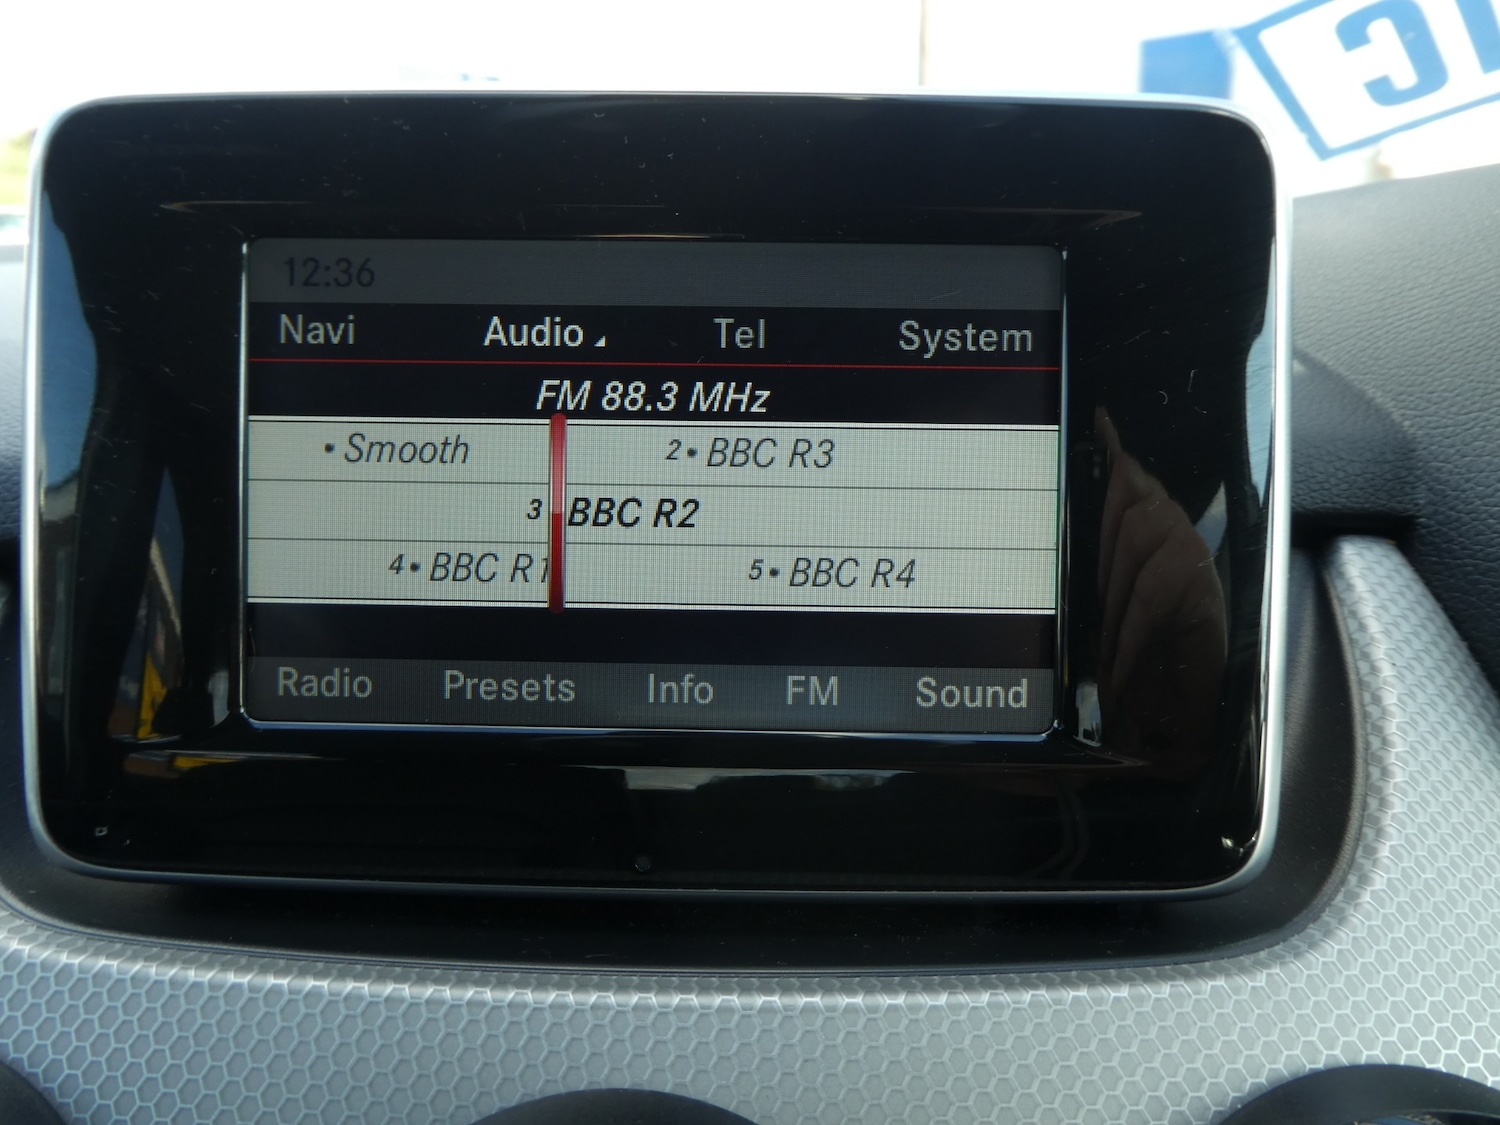 IC
12:36
Navi Audio Tel System
FM 88.3 MHz
• Smooth 2 • BBC R3
3 BBC R2
4 • BBC R1 5 • BBC R4
Radio Presets Info FM Sound